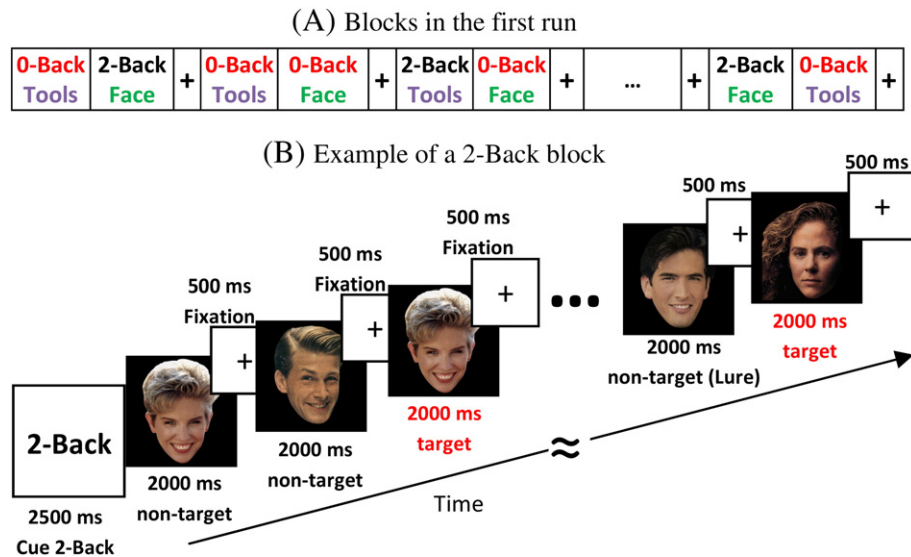 (A) Blocks in the first run
0-Back 2-Back + 0-Back 0-Back + 2-Back 0-Back + ... + 2-Back 0-Back +
Tools Face Tools Face Tools Face Face Tools
(B) Example of a 2-Back block
500 ms
+
500 ms
+
500 ms
Fixation
+
500 ms
Fixation
+
500 ms
Fixation
+
...
2000 ms
target
2000 ms
non-target (Lure)
2000 ms
target
2000 ms
non-target
2000 ms
non-target
2-Back
2500 ms
Cue 2-Back
≈
Time